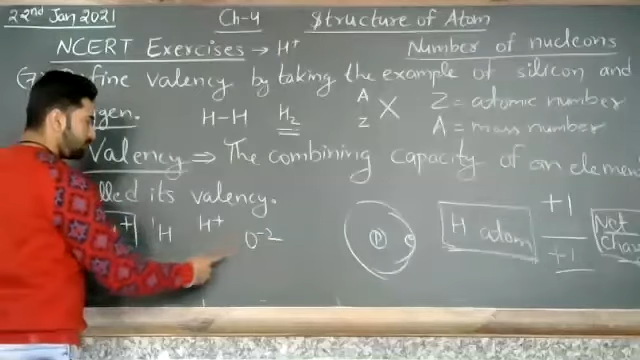 22nd Jan 2021 Ch-4 Structure of Atom
NCERT Exercises → H+ Number of nucleons
fine valency by taking the example of silicon and
gen. H-H H2 A X Z = atomic number
Z A = mass number
Valency ⇒ The combining capacity of an elemen
lled its valency. +1
+ 1H H+ O-2 P e H atom +1 Not
Char